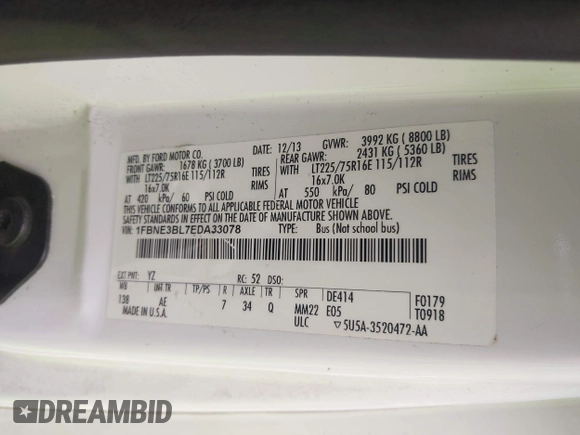 MFD. BY FORD MOTOR CO.
12/13
GVWR: 3992 KG ( 8800 LB)
FRONT GAWR: 1678 KG ( 3700 LB)
REAR GAWR: 2431 KG ( 5360 LB)
WITH LT225/75R16E 115/112R TIRES
WITH LT225/75R16E 115/112R TIRES
16x7.0K RIMS
16x7.0K RIMS
AT 420 kPa/ 60 PSI COLD
AT 550 kPa/ 80 PSI COLD
THIS VEHICLE CONFORMS TO ALL APPLICABLE FEDERAL MOTOR VEHICLE
SAFETY STANDARDS IN EFFECT ON THE DATE OF MANUFACTURE SHOWN ABOVE.
VIN: 1FBNE3BL7EDA33078
TYPE: Bus (Not school bus)
EXT PNT: YZ RC: 52 DSO:
WB INT TR TP/PS R AXLE TR SPR DE414 F0179
138 AE 7 34 Q MM22 E05 T0918
MADE IN U.S.A. ULC ▽5U5A-3520472-AA
DREAMBID